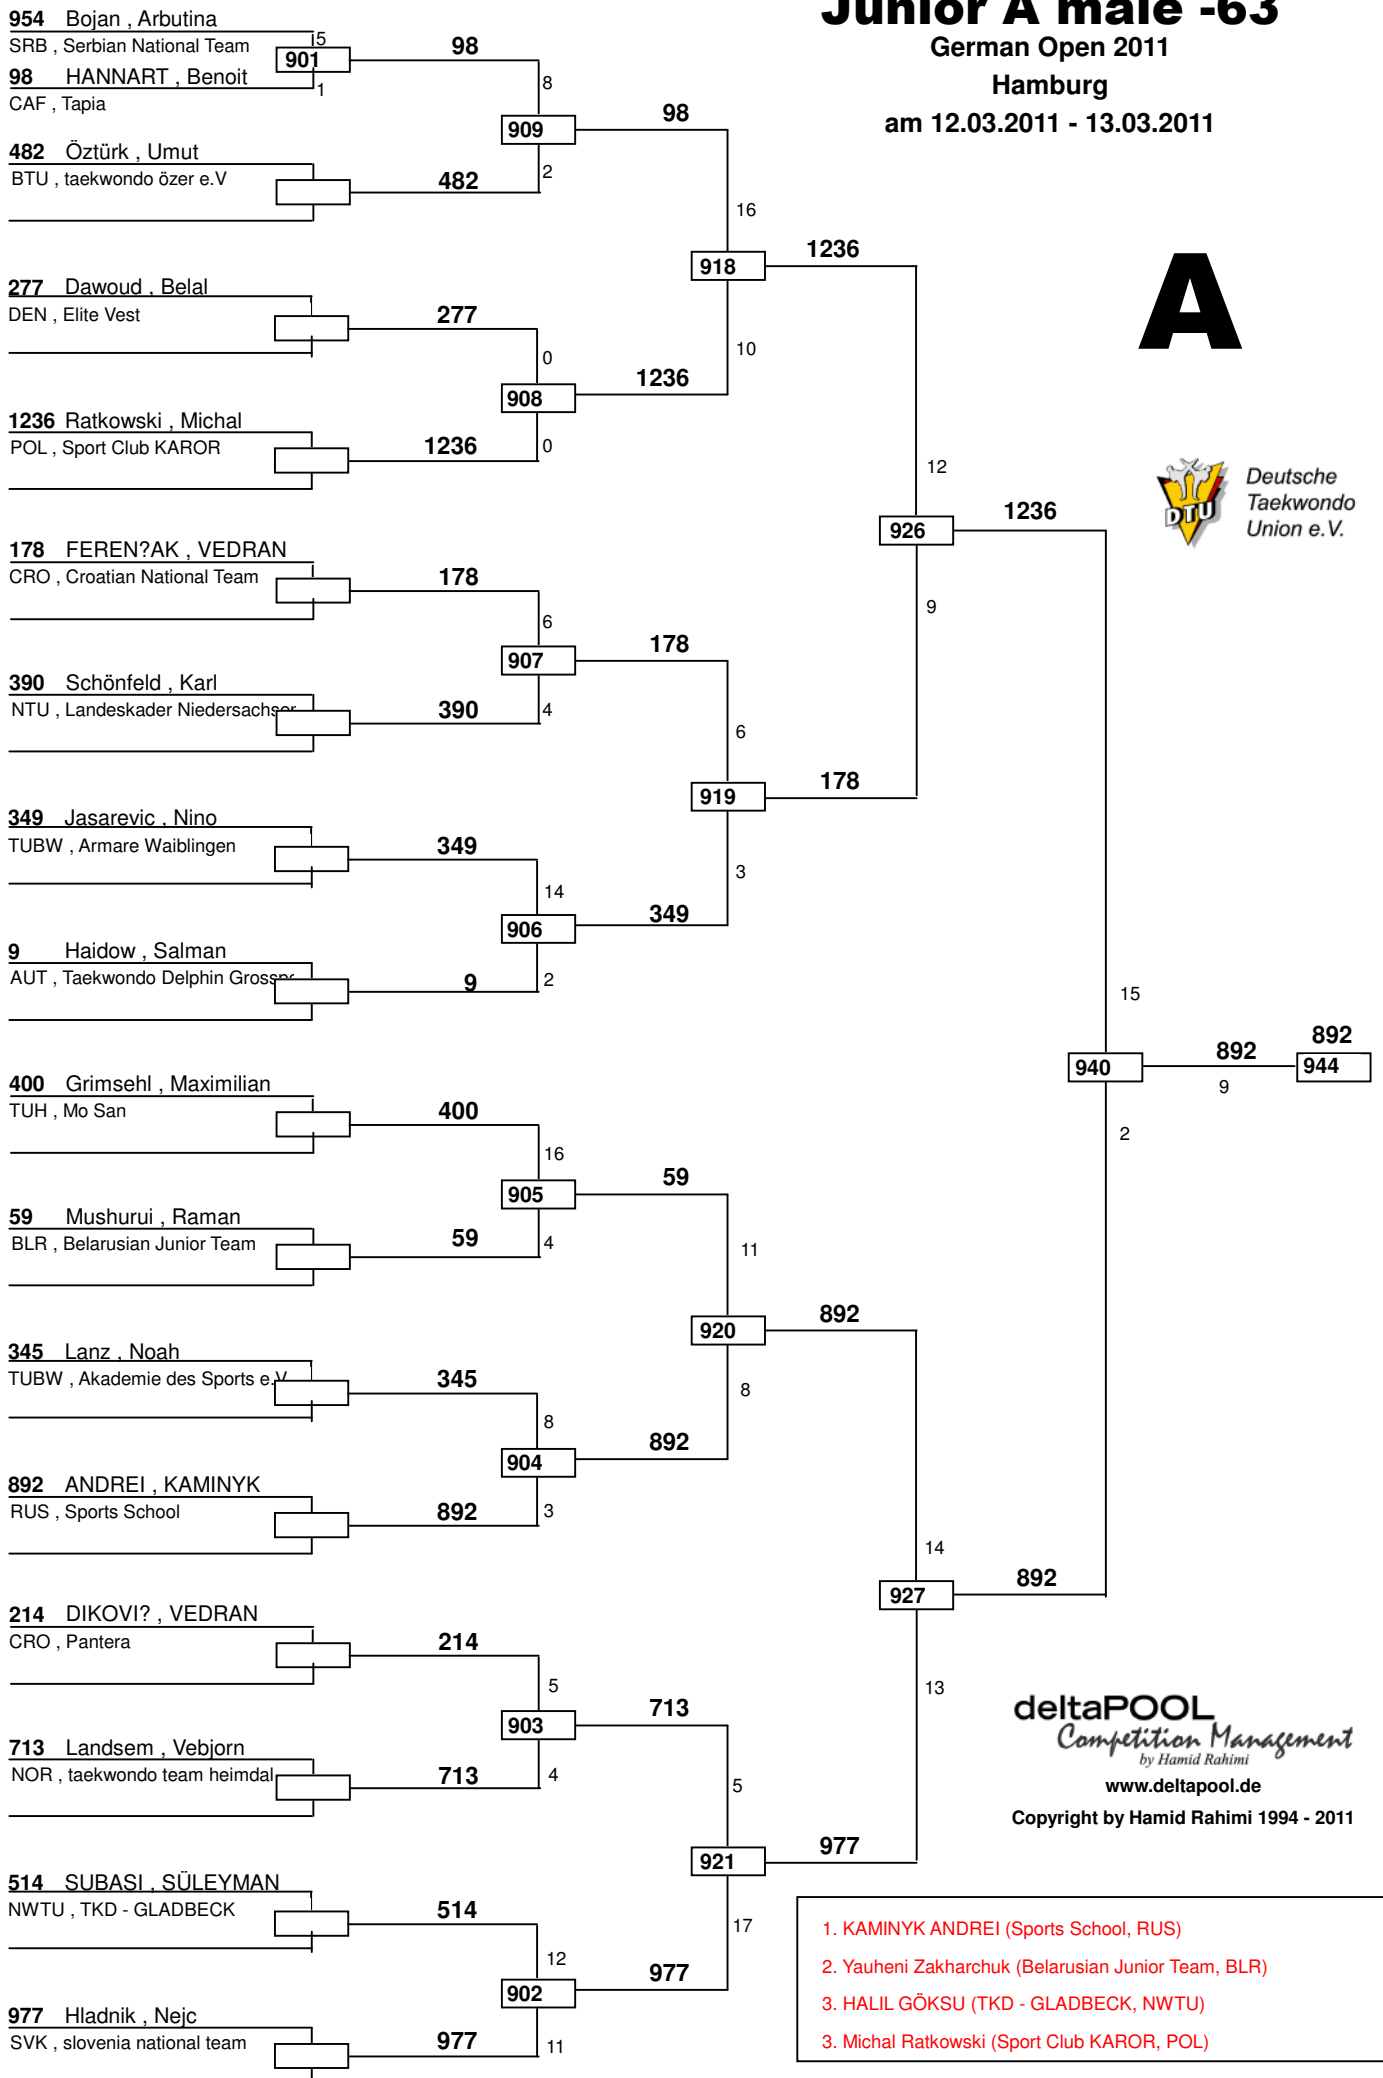 Junior A male -63
German Open 2011
Hamburg
am 12.03.2011 - 13.03.2011
A
Deutsche
Taekwondo
Union e.V.
DTU
954 Bojan , Arbutina
SRB , Serbian National Team
5
901
98
98 HANNART , Benoit
1
CAF , Tapia
8
909
98
482 Öztürk , Umut
BTU , taekwondo özer e.V
482
2
16
918
1236
277 Dawoud , Belal
DEN , Elite Vest
277
0
10
908
1236
1236 Ratkowski , Michal
POL , Sport Club KAROR
1236
0
12
926
1236
178 FEREN?AK , VEDRAN
CRO , Croatian National Team
178
9
6
907
178
390 Schönfeld , Karl
NTU , Landeskader Niedersachser
390
4
6
919
178
349 Jasarevic , Nino
TUBW , Armare Waiblingen
349
3
14
906
349
9 Haidow , Salman
AUT , Taekwondo Delphin Grosspe
9
2
15
940
892
9
892
944
2
400 Grimsehl , Maximilian
TUH , Mo San
400
16
905
59
59 Mushurui , Raman
BLR , Belarusian Junior Team
59
4
11
920
892
345 Lanz , Noah
TUBW , Akademie des Sports e.V
345
8
8
904
892
892 ANDREI , KAMINYK
RUS , Sports School
892
3
14
927
892
214 DIKOVI? , VEDRAN
CRO , Pantera
214
13
5
903
713
713 Landsem , Vebjorn
NOR , taekwondo team heimdal
713
4
5
921
977
514 SUBASI , SÜLEYMAN
NWTU , TKD - GLADBECK
514
17
12
902
977
977 Hladnik , Nejc
SVK , slovenia national team
977
11
deltaPOOL
Competition Management
by Hamid Rahimi
www.deltapool.de
Copyright by Hamid Rahimi 1994 - 2011
1. KAMINYK ANDREI (Sports School, RUS)
2. Yauheni Zakharchuk (Belarusian Junior Team, BLR)
3. HALIL GÖKSU (TKD - GLADBECK, NWTU)
3. Michal Ratkowski (Sport Club KAROR, POL)